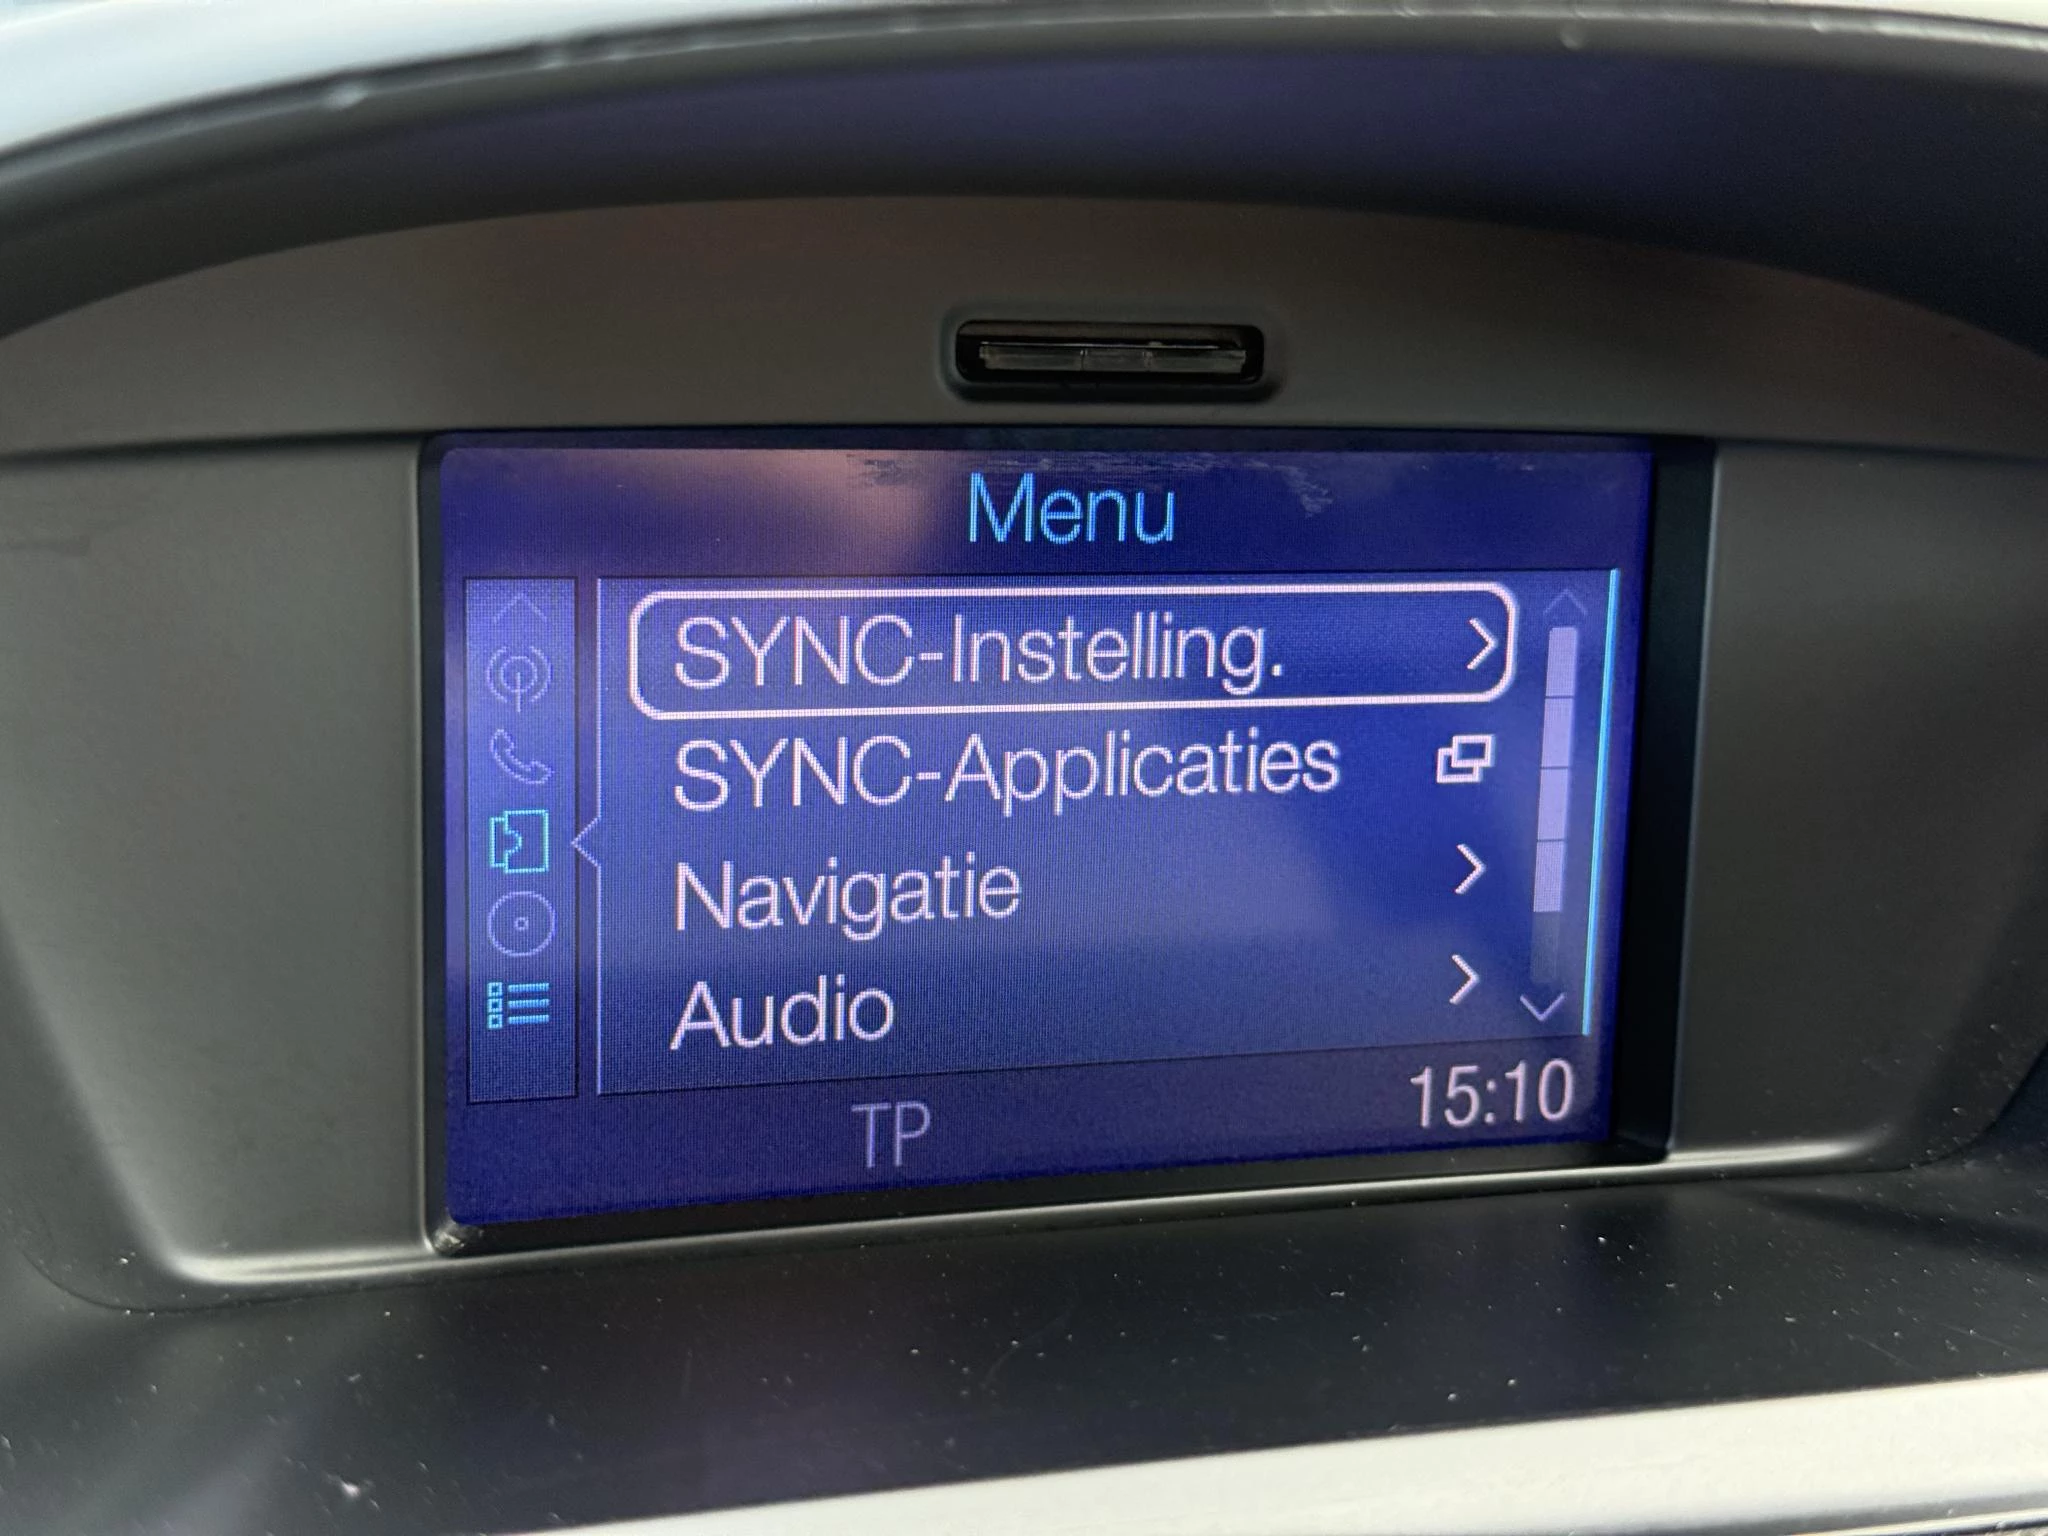 Menu
SYNC-Instelling.
SYNC-Applicaties
Navigatie
Audio
TP
15:10